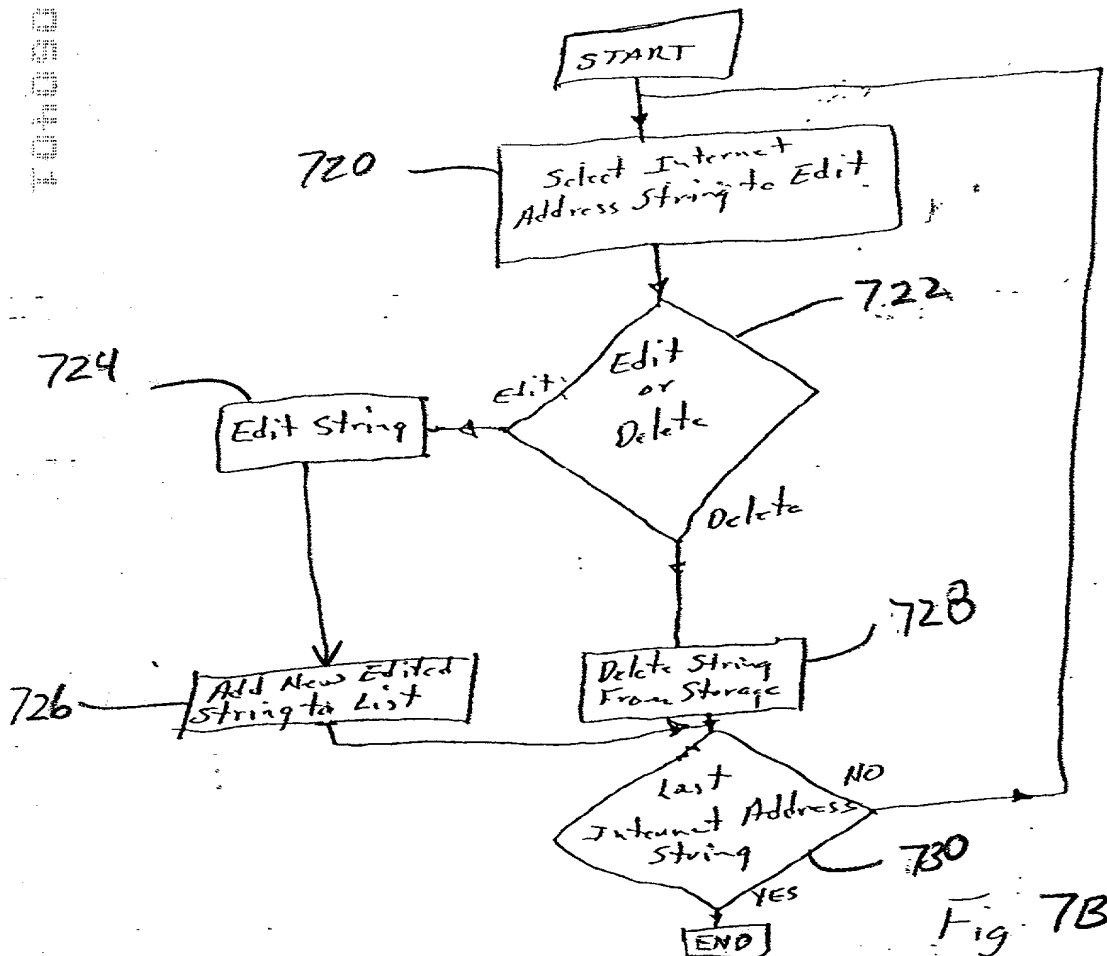 START
720
Select Internet
Address String to Edit
722
Edit
or
Delete
Edit
724
Edit String
Delete
728
Delete String
From Storage
726
Add New Edited
String to List
Last
Internet Address
String
NO
730
YES
END
Fig. 7B